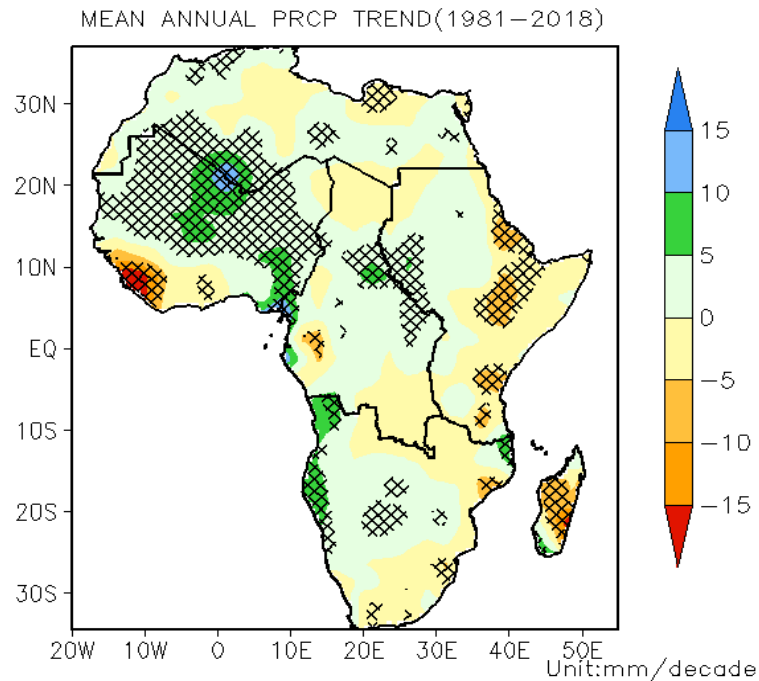 MEAN ANNUAL PRCP TREND(1981−2018)
30N
20N
10N
EQ
10S
20S
30S
20W 10W 0 10E 20E 30E 40E 50E
15
10
5
0
−5
−10
−15
Unit:mm/decade